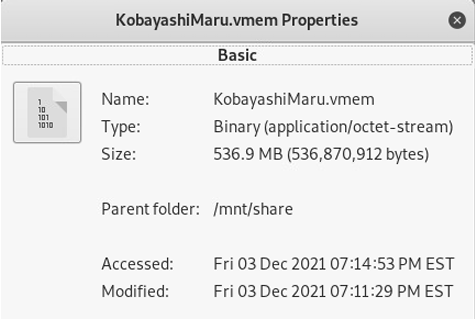 KobayashiMaru.vmem Properties
Basic
1
10
101
1010
Name: KobayashiMaru.vmem
Type: Binary (application/octet-stream)
Size: 536.9 MB (536,870,912 bytes)
Parent folder: /mnt/share
Accessed: Fri 03 Dec 2021 07:14:53 PM EST
Modified: Fri 03 Dec 2021 07:11:29 PM EST